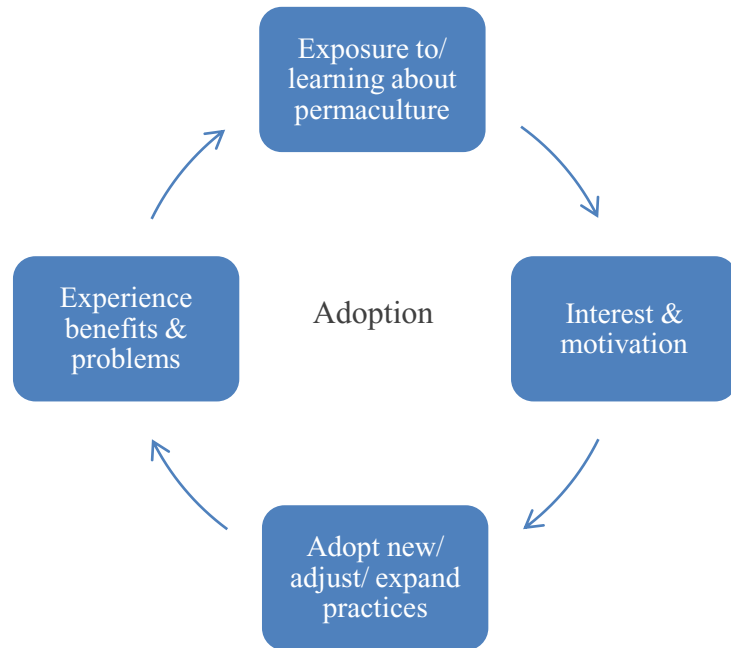 Exposure to/
learning about
permaculture
Experience
benefits &
problems
Adoption
Interest &
motivation
Adopt new/
adjust/ expand
practices